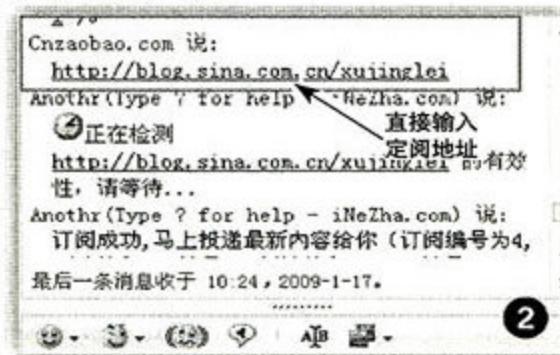 Cnzaobao.com 说:
http://blog.sina.com.cn/xujinglei
Anothr(Type ? for help - iNeZha.com) 说:
直接输入
定阅地址
正在检测
http://blog.sina.com.cn/xujinglei 的有效
性，请等待...
Anothr(Type ? for help - iNeZha.com) 说:
订阅成功,马上投递最新内容给你（订阅编号为4,
最后一条消息收于 10:24，2009-1-17。
2